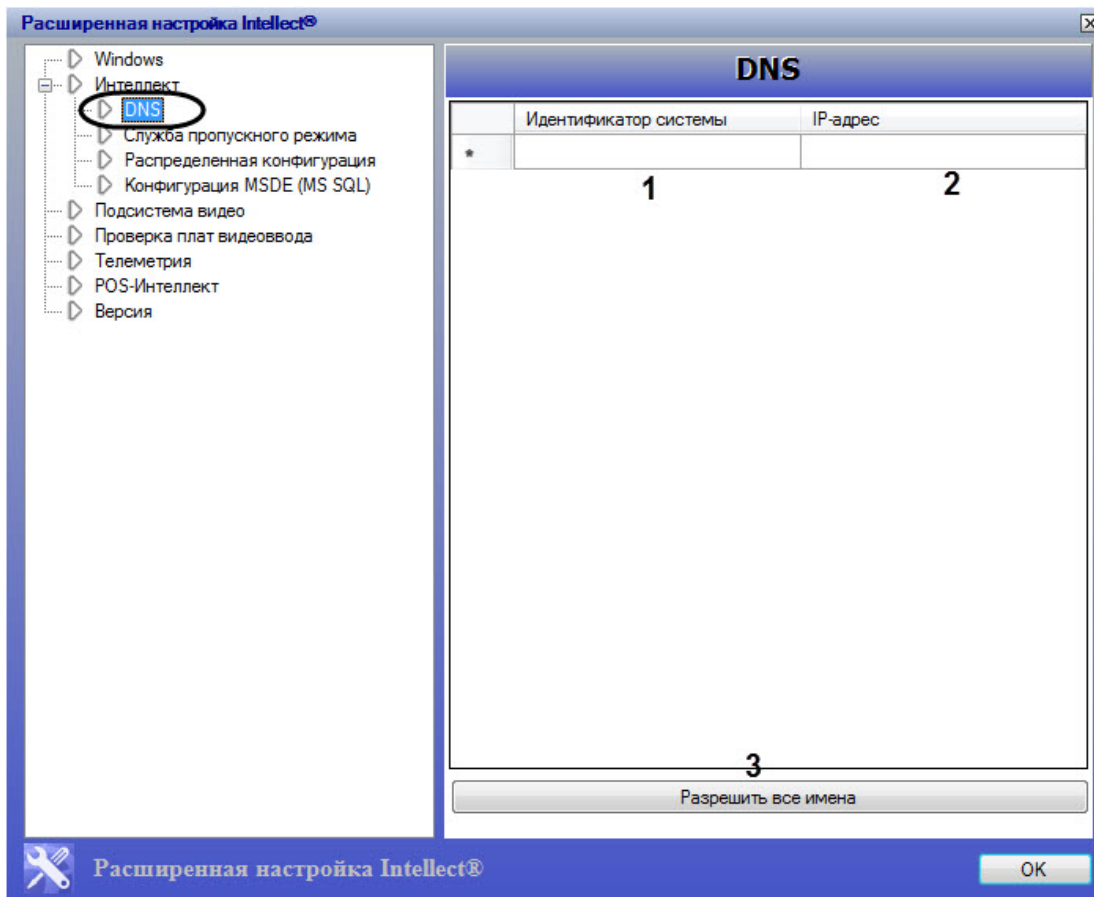 Расширенная настройка Intellect®
Windows
Интеллект
DNS
Служба пропускного режима
Распределенная конфигурация
Конфигурация MSDE (MS SQL)
Подсистема видео
Проверка плат видеоввода
Телеметрия
POS-Интеллект
Версия
DNS
Идентификатор системы IP-адрес
*
1 2
3
Разрешить все имена
Расширенная настройка Intellect®
OK